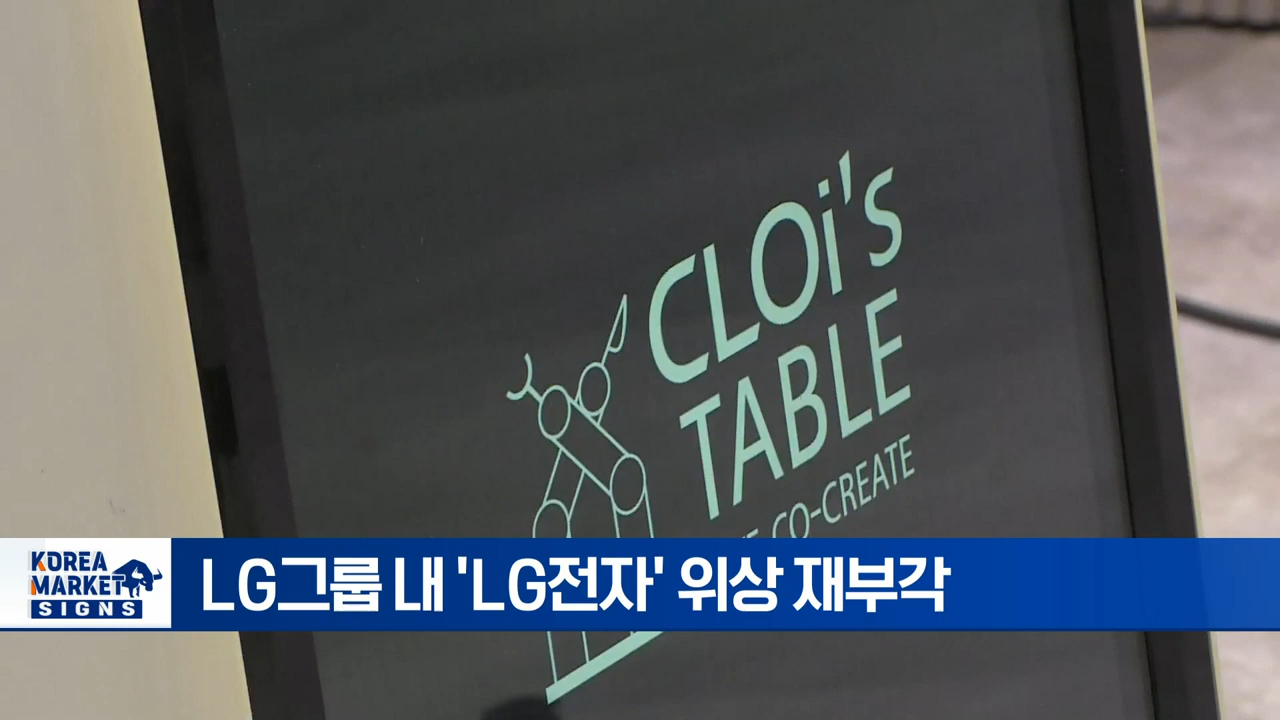 CLOi's
TABLE
CO-CREATE
KOREA
MARKET
SIGNS
LG그룹 내 'LG전자' 위상 재부각